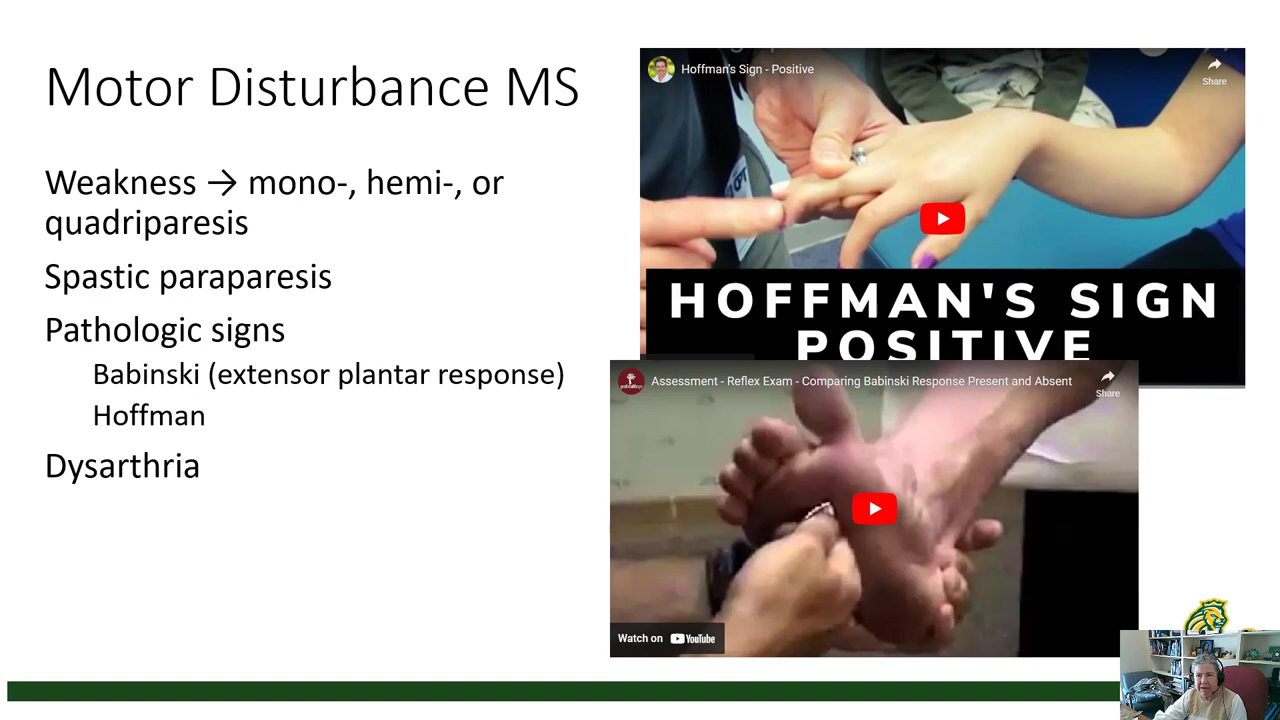 Motor Disturbance MS
Weakness → mono-, hemi-, or
quadriparesis
Spastic paraparesis
Pathologic signs
Babinski (extensor plantar response)
Hoffman
Dysarthria
Hoffman's Sign - Positive
Share
HOFFMAN'S SIGN
POSITIVE
Assessment - Reflex Exam - Comparing Babinski Response Present and Absent
Share
Watch on YouTube